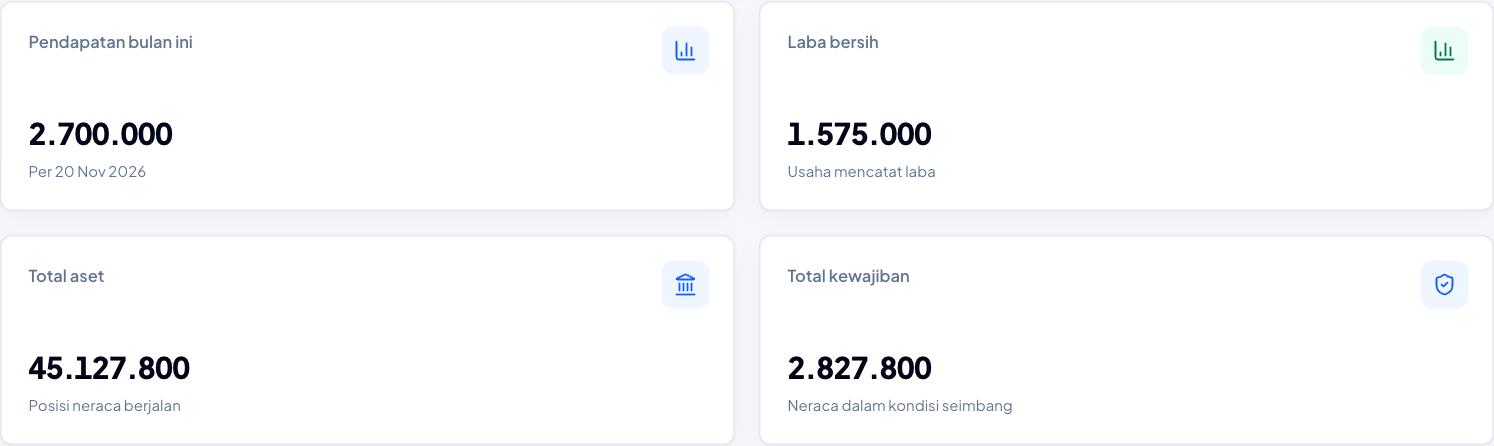 Pendapatan bulan ini
2.700.000
Per 20 Nov 2026
Laba bersih
1.575.000
Usaha mencatat laba
Total aset
45.127.800
Posisi neraca berjalan
Total kewajiban
2.827.800
Neraca dalam kondisi seimbang